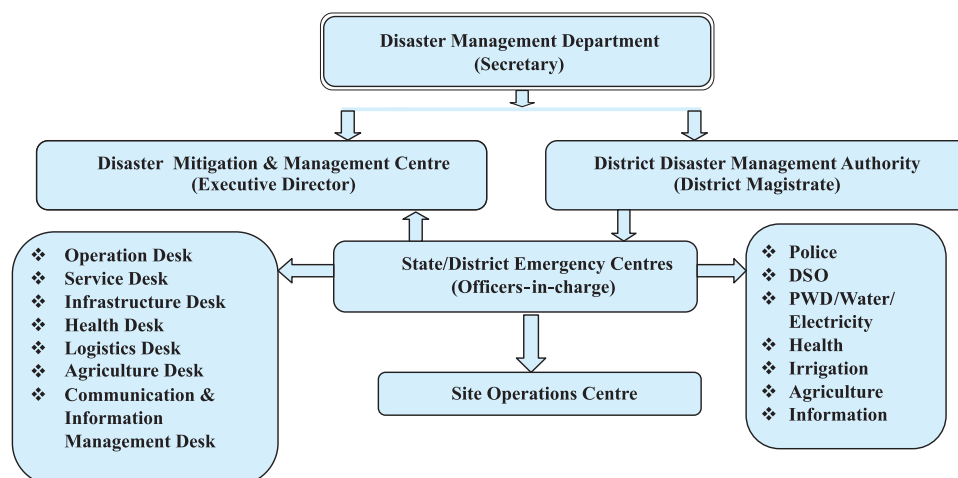 Disaster Management Department
(Secretary)
Disaster Mitigation & Management Centre
(Executive Director)
District Disaster Management Authority
(District Magistrate)
❖ Operation Desk
❖ Service Desk
❖ Infrastructure Desk
❖ Health Desk
❖ Logistics Desk
❖ Agriculture Desk
❖ Communication &
Information
Management Desk
State/District Emergency Centres
(Officers-in-charge)
❖ Police
❖ DSO
❖ PWD/Water/
Electricity
❖ Health
❖ Irrigation
❖ Agriculture
❖ Information
Site Operations Centre